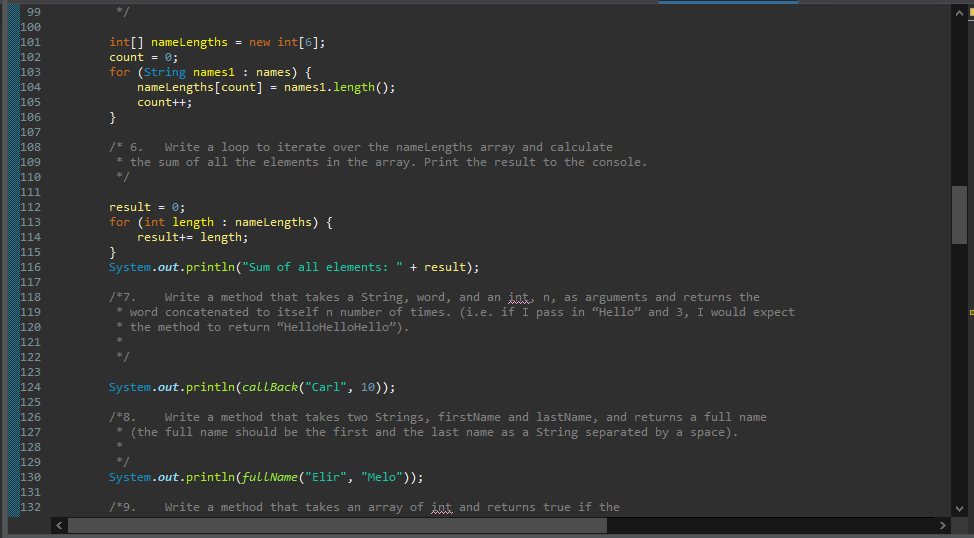 99 */
100
101 int[] nameLengths = new int[6];
102 count = 0;
103 for (String names1 : names) {
104 nameLengths[count] = names1.length();
105 count++;
106 }
107
108 /* 6. Write a loop to iterate over the nameLengths array and calculate
109 * the sum of all the elements in the array. Print the result to the console.
110 */
111
112 result = 0;
113 for (int length : nameLengths) {
114 result+= length;
115 }
116 System.out.println("Sum of all elements: " + result);
117
118 /*7. Write a method that takes a String, word, and an int, n, as arguments and returns the
119 * word concatenated to itself n number of times. (i.e. if I pass in “Hello” and 3, I would expect
120 * the method to return “HelloHelloHello”).
121 *
122 */
123
124 System.out.println(callBack("Carl", 10));
125
126 /*8. Write a method that takes two Strings, firstName and lastName, and returns a full name
127 * (the full name should be the first and the last name as a String separated by a space).
128 *
129 */
130 System.out.println(fullName("Elir", "Melo"));
131
132 /*9. Write a method that takes an array of int and returns true if the